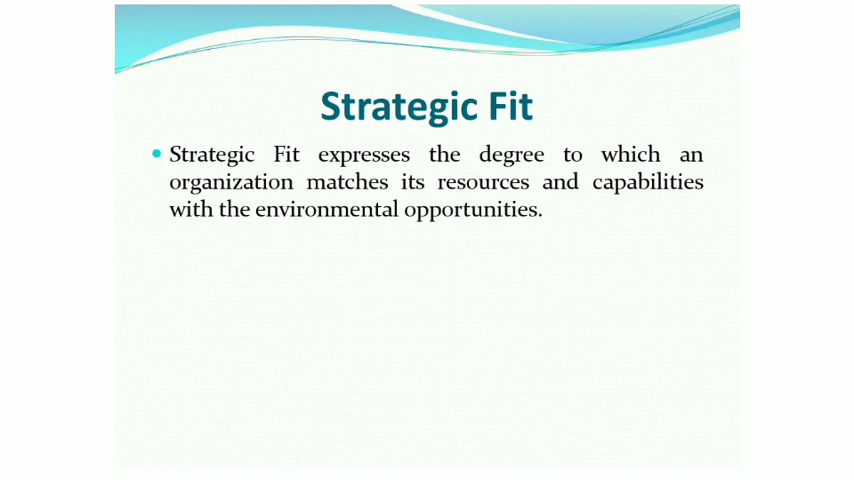 Strategic Fit
Strategic Fit expresses the degree to which an
organization matches its resources and capabilities
with the environmental opportunities.